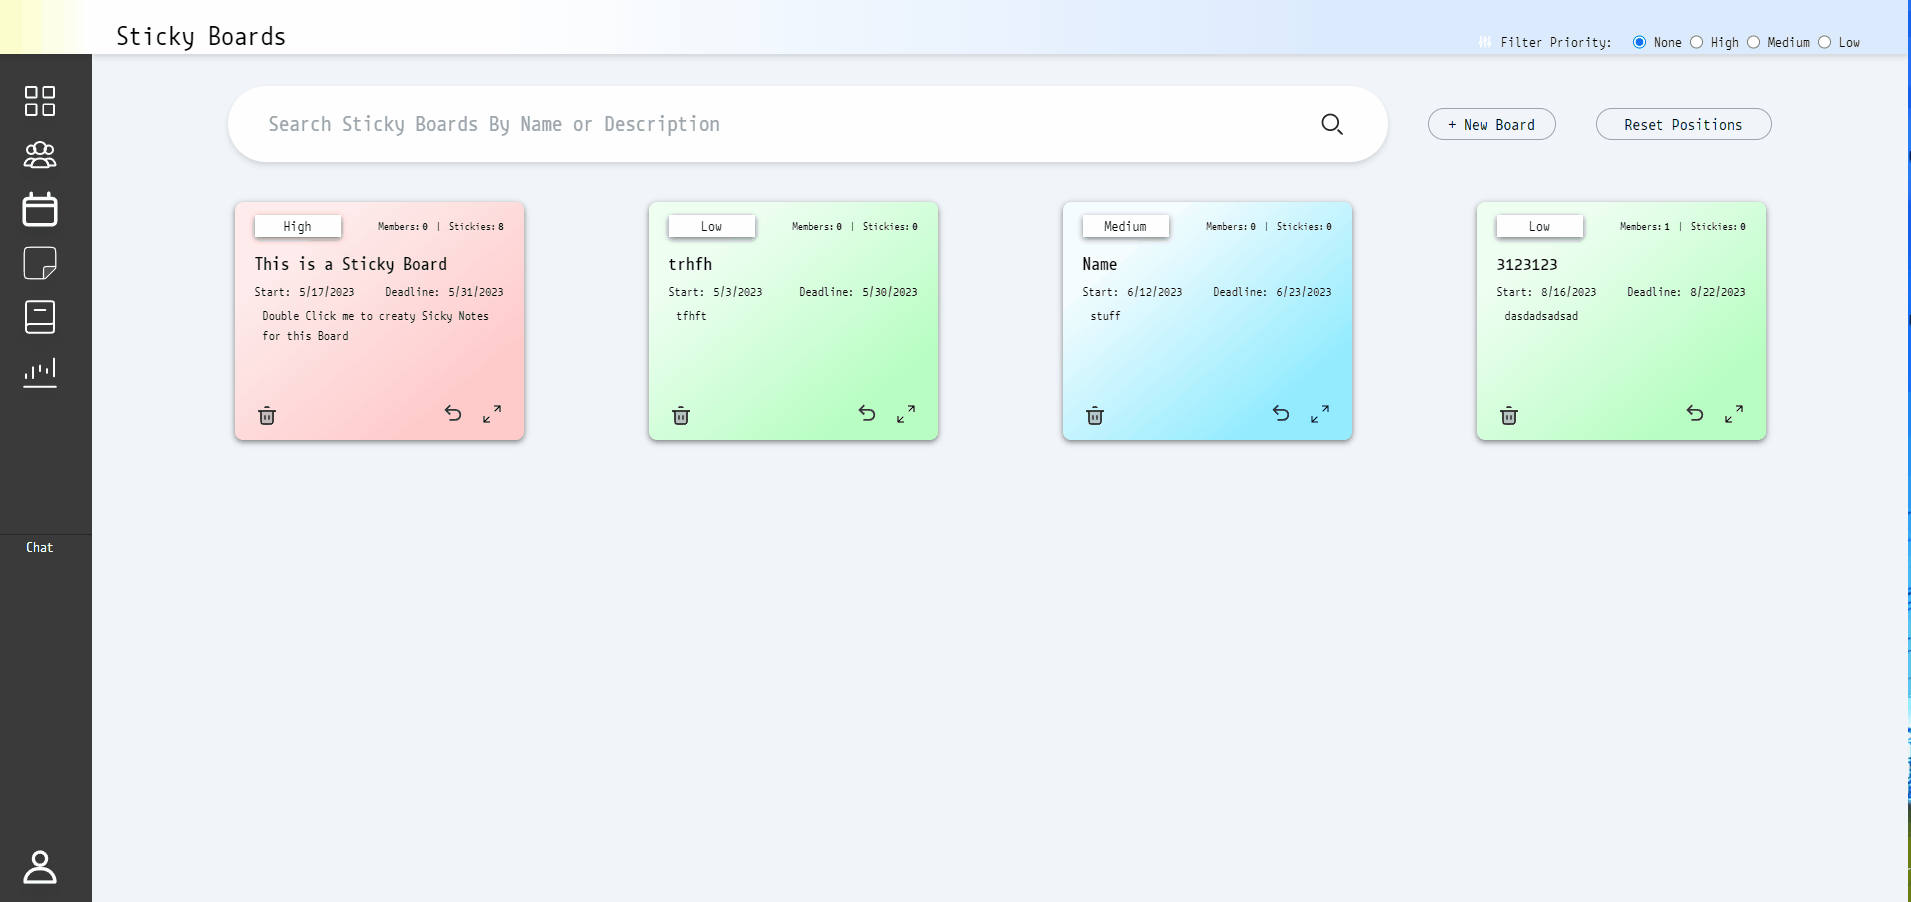 Sticky Boards
Filter Priority: None High Medium Low
Search Sticky Boards By Name or Description
+ New Board
Reset Positions
High Members: 0 | Stickies: 8
This is a Sticky Board
Start: 5/17/2023 Deadline: 5/31/2023
Double Click me to creaty Sicky Notes
for this Board
Low Members: 0 | Stickies: 0
trhfh
Start: 5/3/2023 Deadline: 5/30/2023
tfhft
Medium Members: 0 | Stickies: 0
Name
Start: 6/12/2023 Deadline: 6/23/2023
stuff
Low Members: 1 | Stickies: 0
3123123
Start: 8/16/2023 Deadline: 8/22/2023
dasdadsadsad
Chat